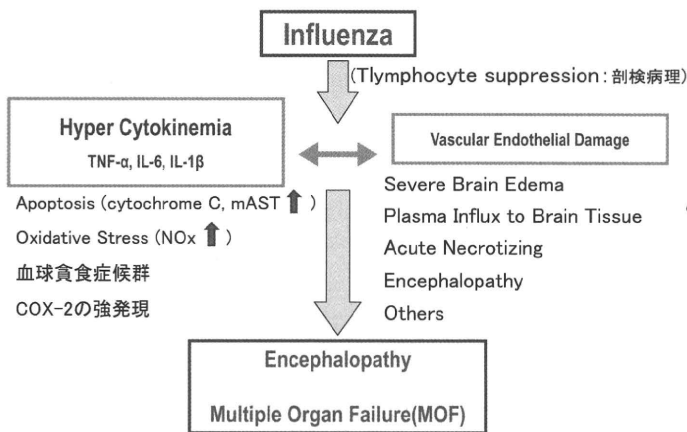 Influenza
(Tlymphocyte suppression：剖検病理)
Hyper Cytokinemia
TNF-α, IL-6, IL-1β
Vascular Endothelial Damage
Apoptosis (cytochrome C, mAST ⬆ )
Oxidative Stress (NOx ⬆ )
血球貪食症候群
COX-2の強発現
Severe Brain Edema
Plasma Influx to Brain Tissue
Acute Necrotizing
Encephalopathy
Others
Encephalopathy
Multiple Organ Failure(MOF)